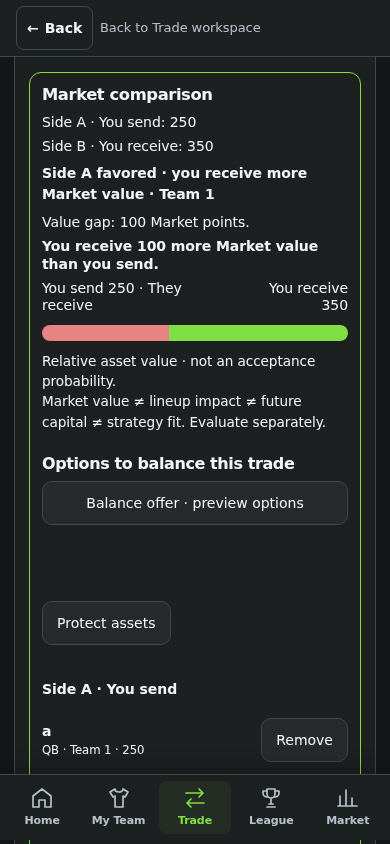 ← Back
Back to Trade workspace
Market comparison
Side A · You send: 250
Side B · You receive: 350
Side A favored · you receive more
Market value · Team 1
Value gap: 100 Market points.
You receive 100 more Market value
than you send.
You send 250 · They
receive
You receive
350
Relative asset value · not an acceptance
probability.
Market value ≠ lineup impact ≠ future
capital ≠ strategy fit. Evaluate separately.
Options to balance this trade
Balance offer · preview options
Protect assets
Side A · You send
a
QB · Team 1 · 250
Remove
Home
My Team
Trade
League
Market